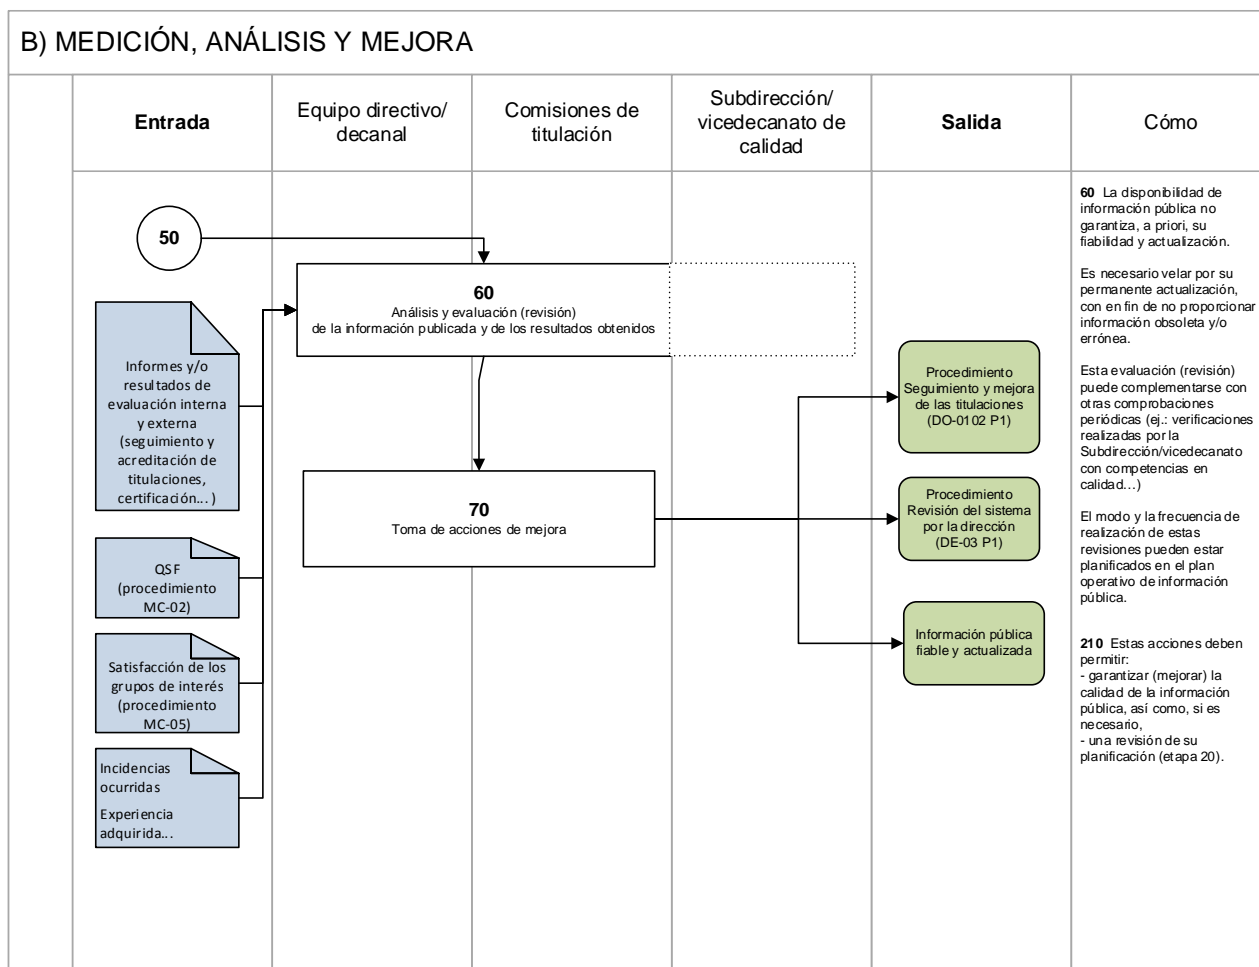 B) MEDICIÓN, ANÁLISIS Y MEJORA
Entrada
Equipo directivo/
decanal
Comisiones de
titulación
Subdirección/
vicedecanato de
calidad
Salida
Cómo
50
60
Análisis y evaluación (revisión)
de la información publicada y de los resultados obtenidos
Informes y/o
resultados de
evaluación interna
y externa
(seguimiento y
acreditación de
titulaciones,
certificación...)
QSF
(procedimiento
MC-02)
Satisfacción de los
grupos de interés
(procedimiento
MC-05)
Incidencias
ocurridas
Experiencia
adquirida...
70
Toma de acciones de mejora
Procedimiento
Seguimiento y mejora
de las titulaciones
(DO-0102 P1)
Procedimiento
Revisión del sistema
por la dirección
(DE-03 P1)
Información pública
fiable y actualizada
60 La disponibilidad de
información pública no
garantiza, a priori, su
fiabilidad y actualización.
Es necesario velar por su
permanente actualización,
con en fin de no proporcionar
información obsoleta y/o
errónea.
Esta evaluación (revisión)
puede complementarse con
otras comprobaciones
periódicas (ej.: verificaciones
realizadas por la
Subdirección/vicedecanato
con competencias en
calidad...)
El modo y la frecuencia de
realización de estas
revisiones pueden estar
planificados en el plan
operativo de información
pública.
210 Estas acciones deben
permitir:
- garantizar (mejorar) la
calidad de la información
pública, así como, si es
necesario,
- una revisión de su
planificación (etapa 20).